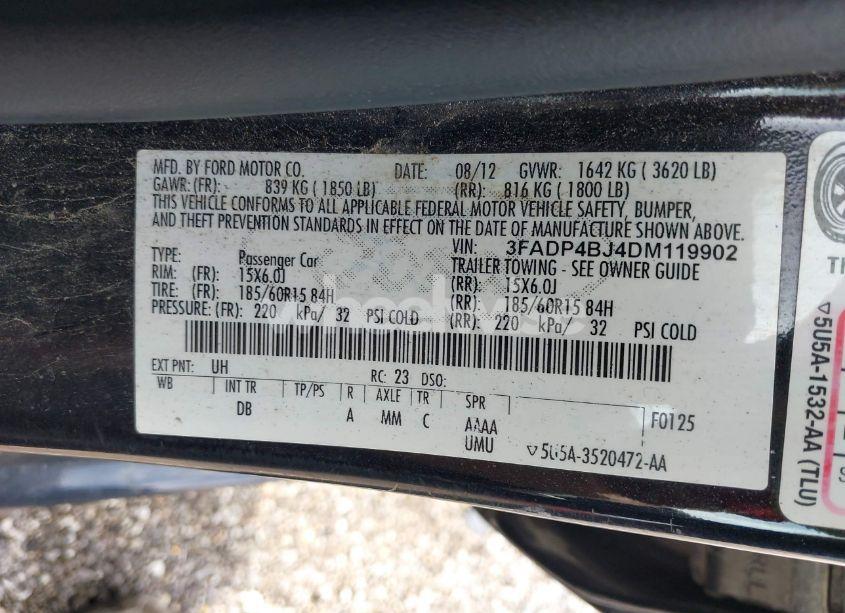 MFD. BY FORD MOTOR CO. DATE: 08/12 GVWR: 1642 KG ( 3620 LB)
GAWR: (FR): 839 KG ( 1850 LB) (RR): 816 KG ( 1800 LB)
THIS VEHICLE CONFORMS TO ALL APPLICABLE FEDERAL MOTOR VEHICLE SAFETY, BUMPER,
AND THEFT PREVENTION STANDARDS IN EFFECT ON THE DATE OF MANUFACTURE SHOWN ABOVE.
VIN: 3FADP4BJ4DM119902
TYPE: Passenger Car TRAILER TOWING - SEE OWNER GUIDE
RIM: (FR): 15X6.0J (RR): 15X6.0J
TIRE: (FR): 185/60R15 84H (RR): 185/60R15 84H
PRESSURE: (FR): 220 kPa/ 32 PSI COLD (RR): 220 kPa/ 32 PSI COLD
EXT PNT: UH RC: 23 DSO:
WB INT TR TP/PS R AXLE TR SPR
DB A MM C AAAA F0125
UMU ▽5U5A-3520472-AA
▽5U5A-1532-AA (TLU)